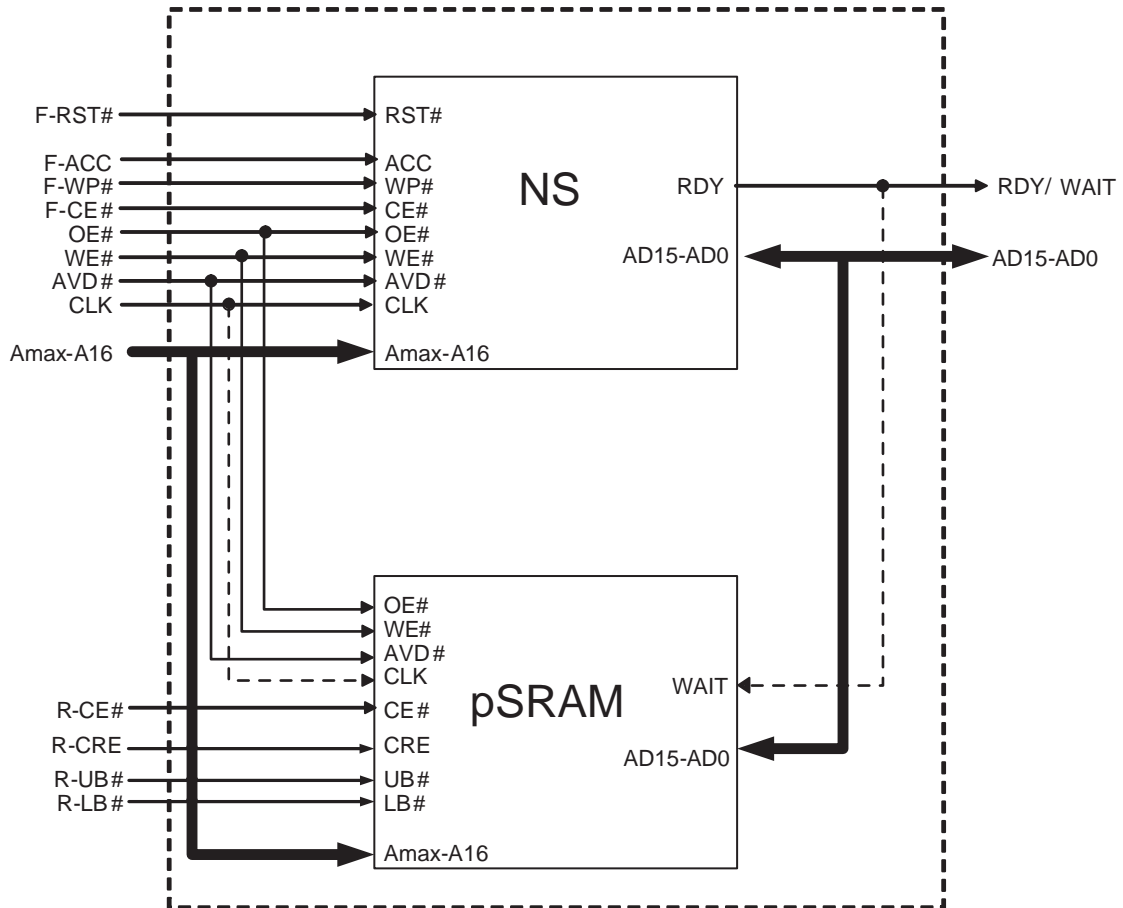 F-RST#
F-ACC
F-WP#
F-CE#
OE#
WE#
AVD#
CLK
Amax-A16
RST#
ACC
WP#
CE#
OE#
WE#
AVD#
CLK
Amax-A16
NS
RDY
AD15-AD0
RDY/ WAIT
AD15-AD0
R-CE#
R-CRE
R-UB#
R-LB#
OE#
WE#
AVD#
CLK
CE#
CRE
UB#
LB#
Amax-A16
pSRAM
WAIT
AD15-AD0